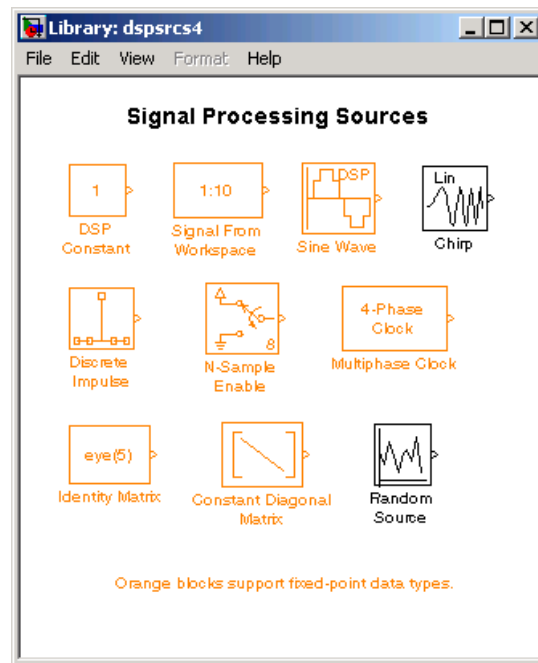 Library: dspsrcs4
File Edit View Format Help
Signal Processing Sources
1
DSP
Constant
1:10
Signal From
Workspace
DSP
Sine Wave
Lin
Chirp
Discrete
Impulse
8
N-Sample
Enable
4-Phase
Clock
Multiphase Clock
eye(5)
Identity Matrix
Constant Diagonal
Matrix
Random
Source
Orange blocks support fixed-point data types.